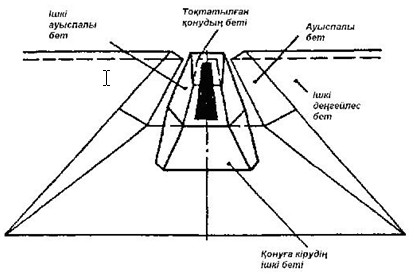 Ішкі
ауыспалы
бет
Тоқтатылған
қонудың беті
Ауыспалы
бет
Ішкі
деңгейлес
бет
Қонуға кірудің
ішкі беті